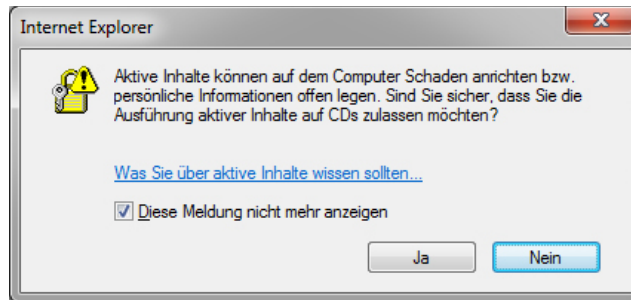 Internet Explorer
Aktive Inhalte können auf dem Computer Schaden anrichten bzw.
persönliche Informationen offen legen. Sind Sie sicher, dass Sie die
Ausführung aktiver Inhalte auf CDs zulassen möchten?
Was Sie über aktive Inhalte wissen sollten...
Diese Meldung nicht mehr anzeigen
Ja Nein